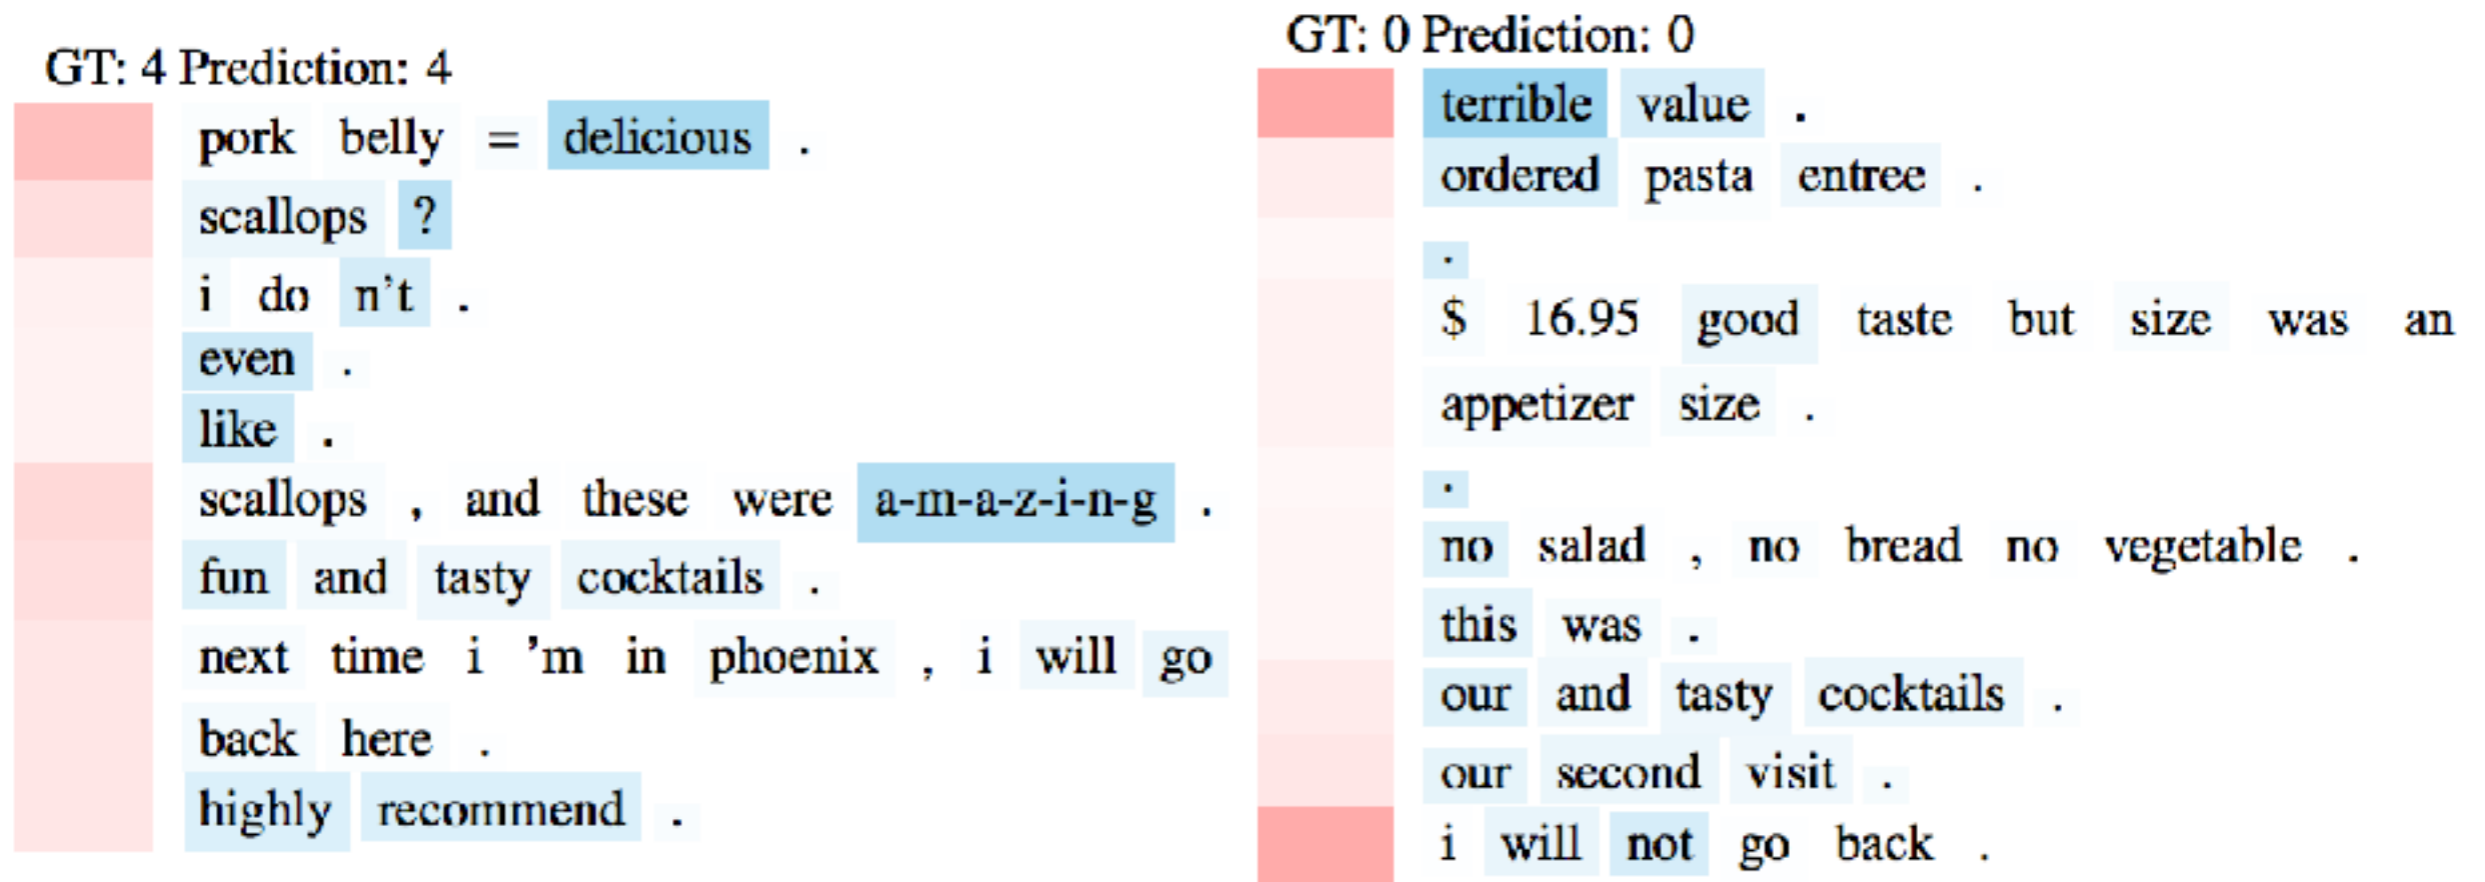 GT: 4 Prediction: 4
pork belly = delicious .
scallops ?
i do n't .
even .
like .
scallops , and these were a-m-a-z-i-n-g .
fun and tasty cocktails .
next time i 'm in phoenix , i will go
back here .
highly recommend .
GT: 0 Prediction: 0
terrible value .
ordered pasta entree .
.
$ 16.95 good taste but size was an
appetizer size .
.
no salad , no bread no vegetable .
this was .
our and tasty cocktails .
our second visit .
i will not go back .